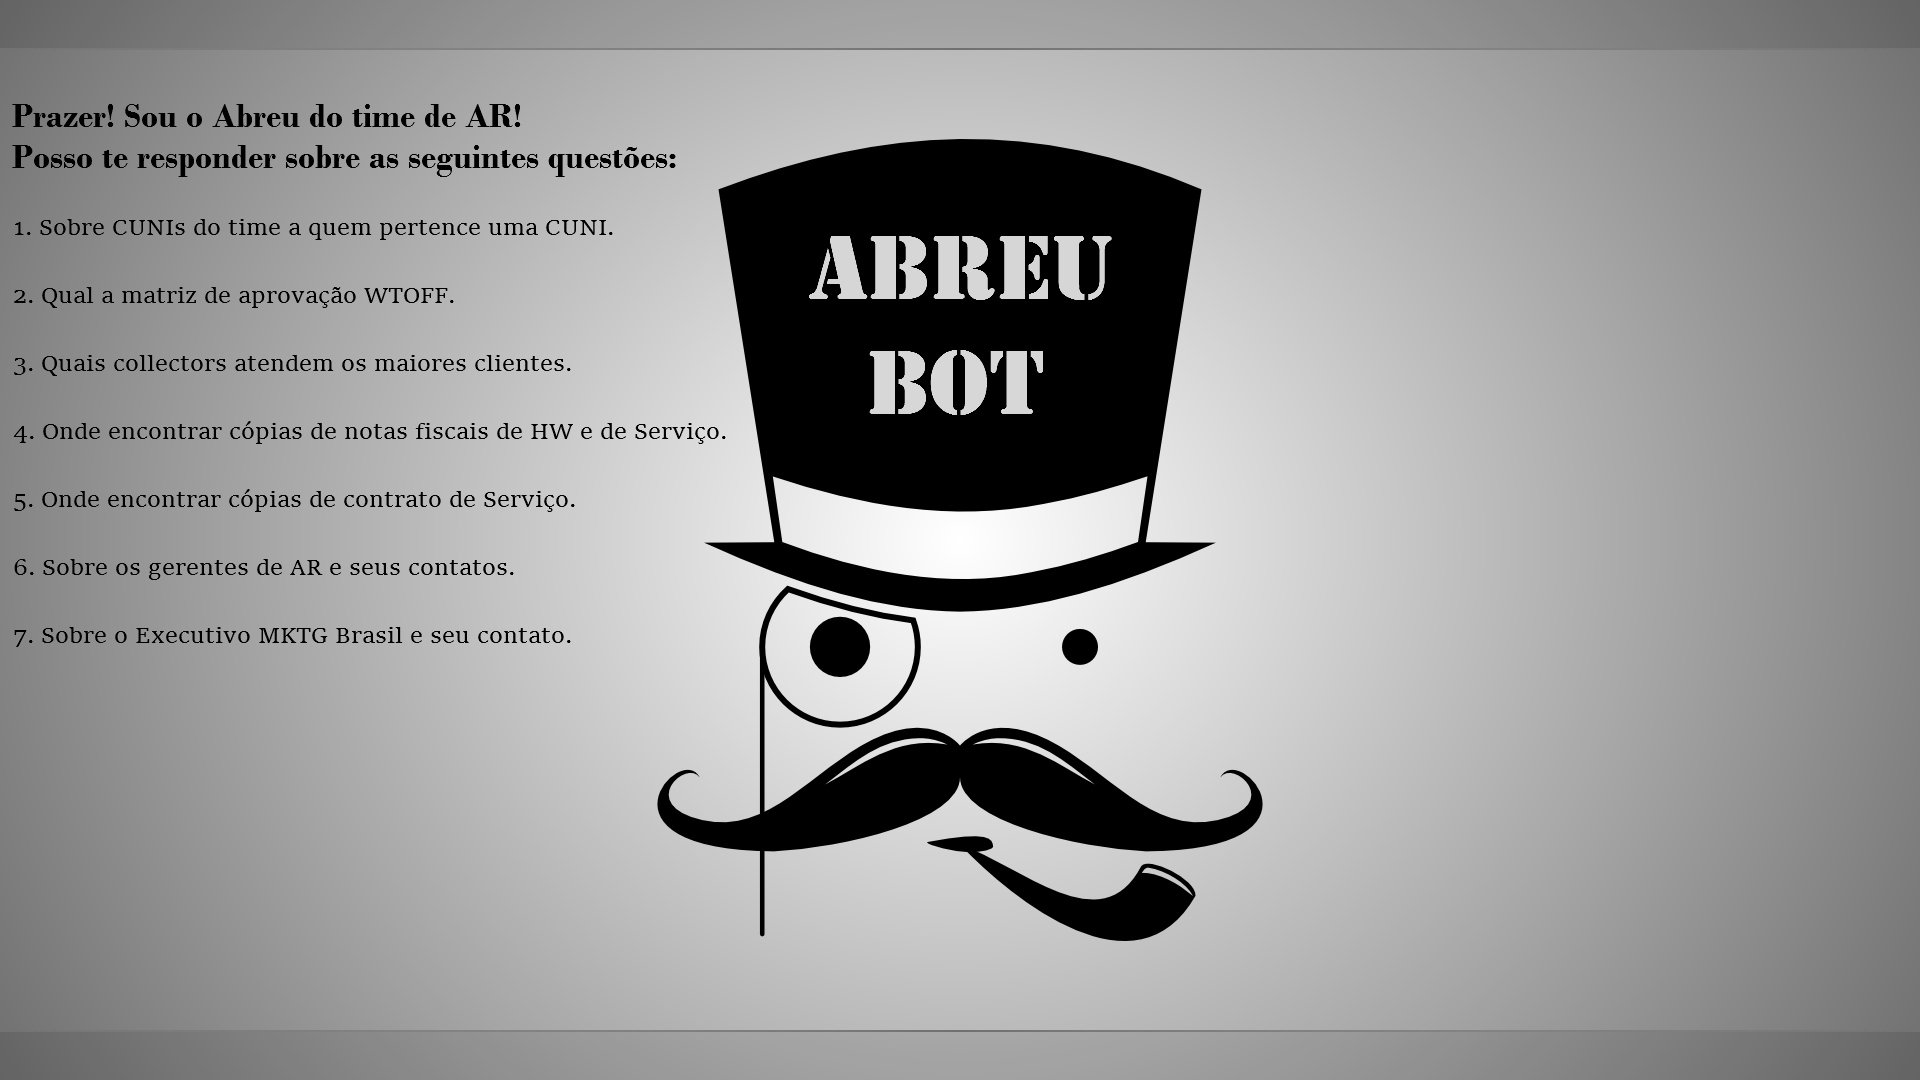 Prazer! Sou o Abreu do time de AR!
Posso te responder sobre as seguintes questões:
1. Sobre CUNIs do time a quem pertence uma CUNI.
2. Qual a matriz de aprovação WTOFF.
3. Quais collectors atendem os maiores clientes.
4. Onde encontrar cópias de notas fiscais de HW e de Serviço.
5. Onde encontrar cópias de contrato de Serviço.
6. Sobre os gerentes de AR e seus contatos.
7. Sobre o Executivo MKTG Brasil e seu contato.
ABREU
BOT